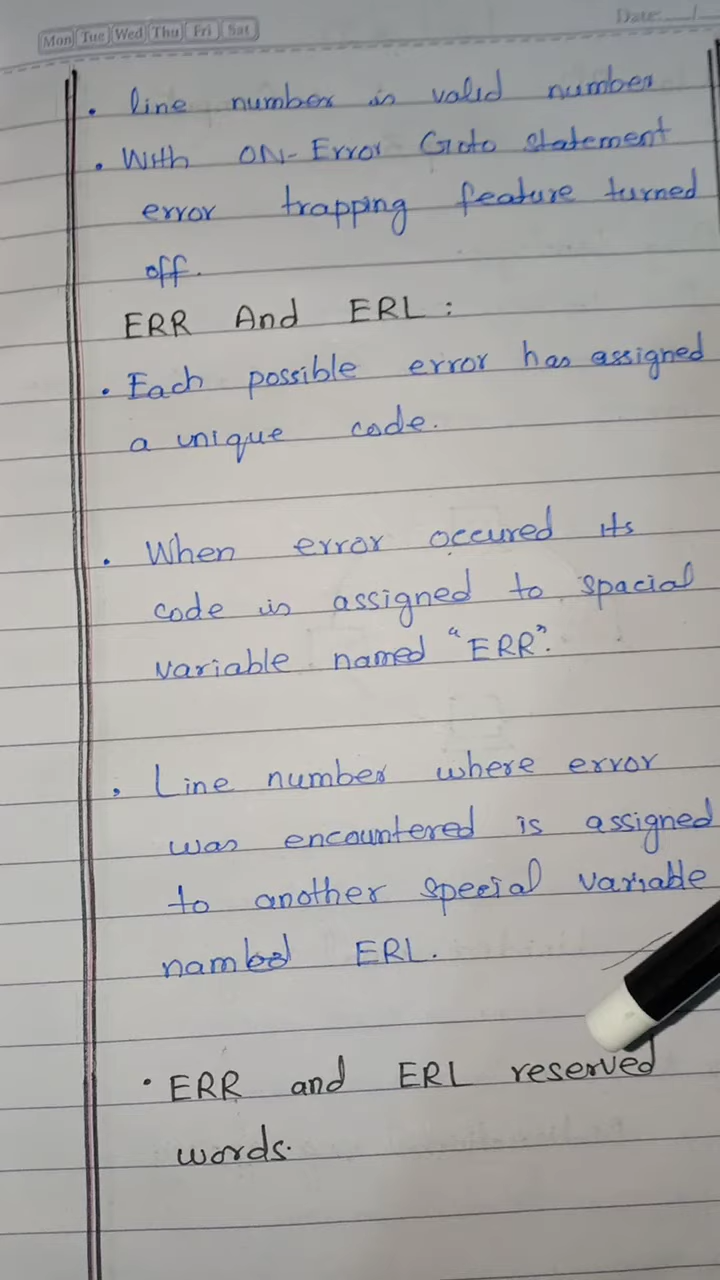 Mon Tue Wed Thu Fri Sat
Date:
• line number is valid number
• With ON-Error Goto statement
error trapping feature turned
off.
ERR And ERL :
• Each possible error has assigned
a unique code.
• When error occured its
code is assigned to spacial
variable named "ERR".
• Line number where error
was encountered is assigned
to another special variable
named ERL.
• ERR and ERL reserved
words.